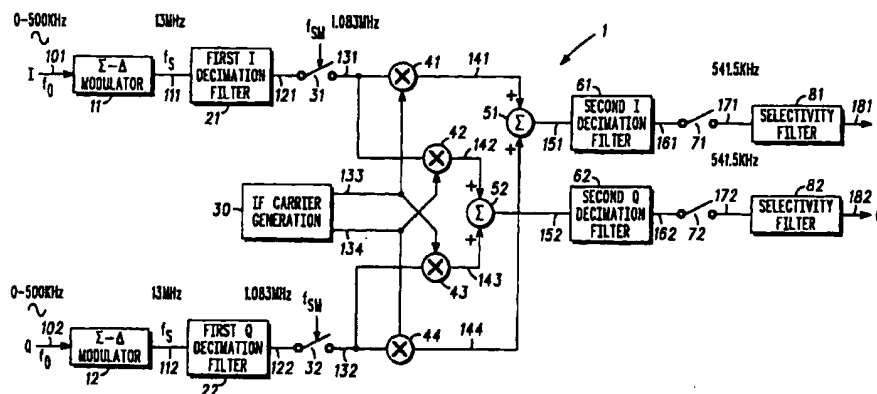 0-500KHz
13MHz
1.083MHz
1
101
I
f0
Σ-Δ
MODULATOR
11
fS
111
FIRST I
DECIMATION
FILTER
21
121
fSW
31
131
41
141
+
51
Σ
+
151
61
SECOND I
DECIMATION
FILTER
161
71
541.5KHz
171
81
SELECTIVITY
FILTER
181
42
142
+
52
Σ
+
152
30
IF CARRIER
GENERATION
133
134
43
143
62
SECOND Q
DECIMATION
FILTER
162
72
541.5KHz
172
82
SELECTIVITY
FILTER
182
0-500KHz
13MHz
1.083MHz
102
Q
f0
Σ-Δ
MODULATOR
12
fS
112
FIRST Q
DECIMATION
FILTER
22
122
fSW
32
132
44
144